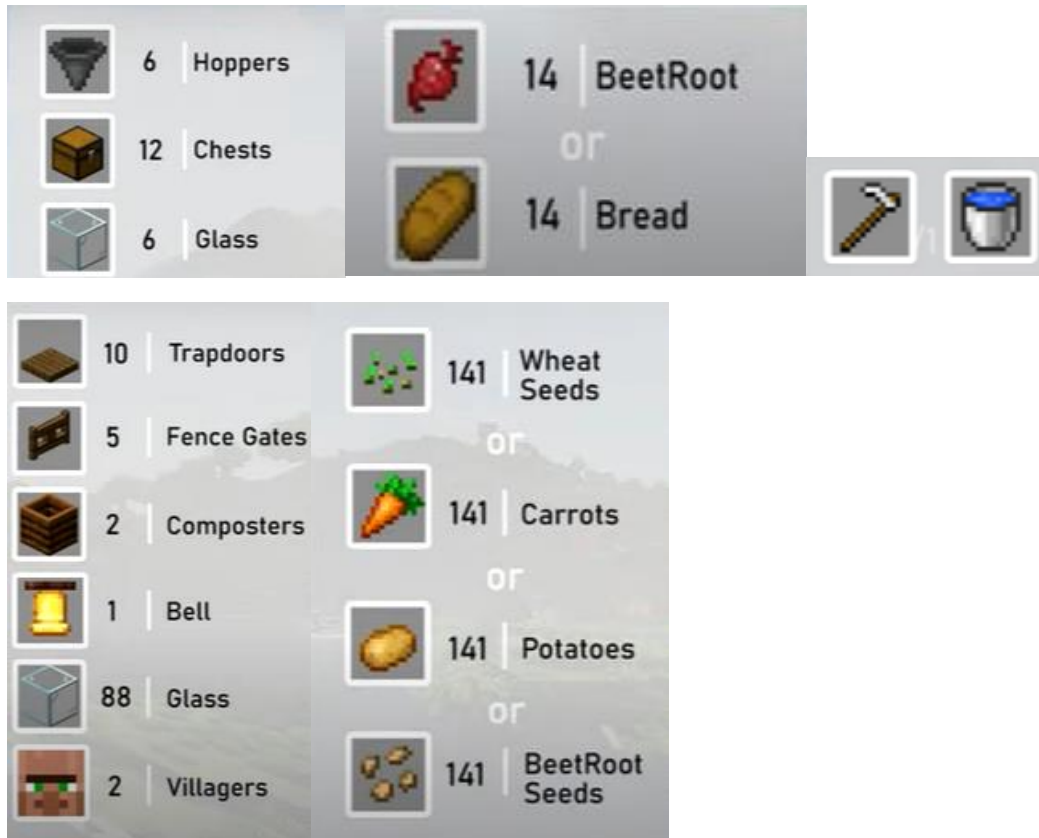 6 Hoppers
12 Chests
6 Glass
14 BeetRoot
or
14 Bread
/1
10 Trapdoors
5 Fence Gates
2 Composters
1 Bell
88 Glass
2 Villagers
141 Wheat
Seeds
or
141 Carrots
or
141 Potatoes
or
141 BeetRoot
Seeds